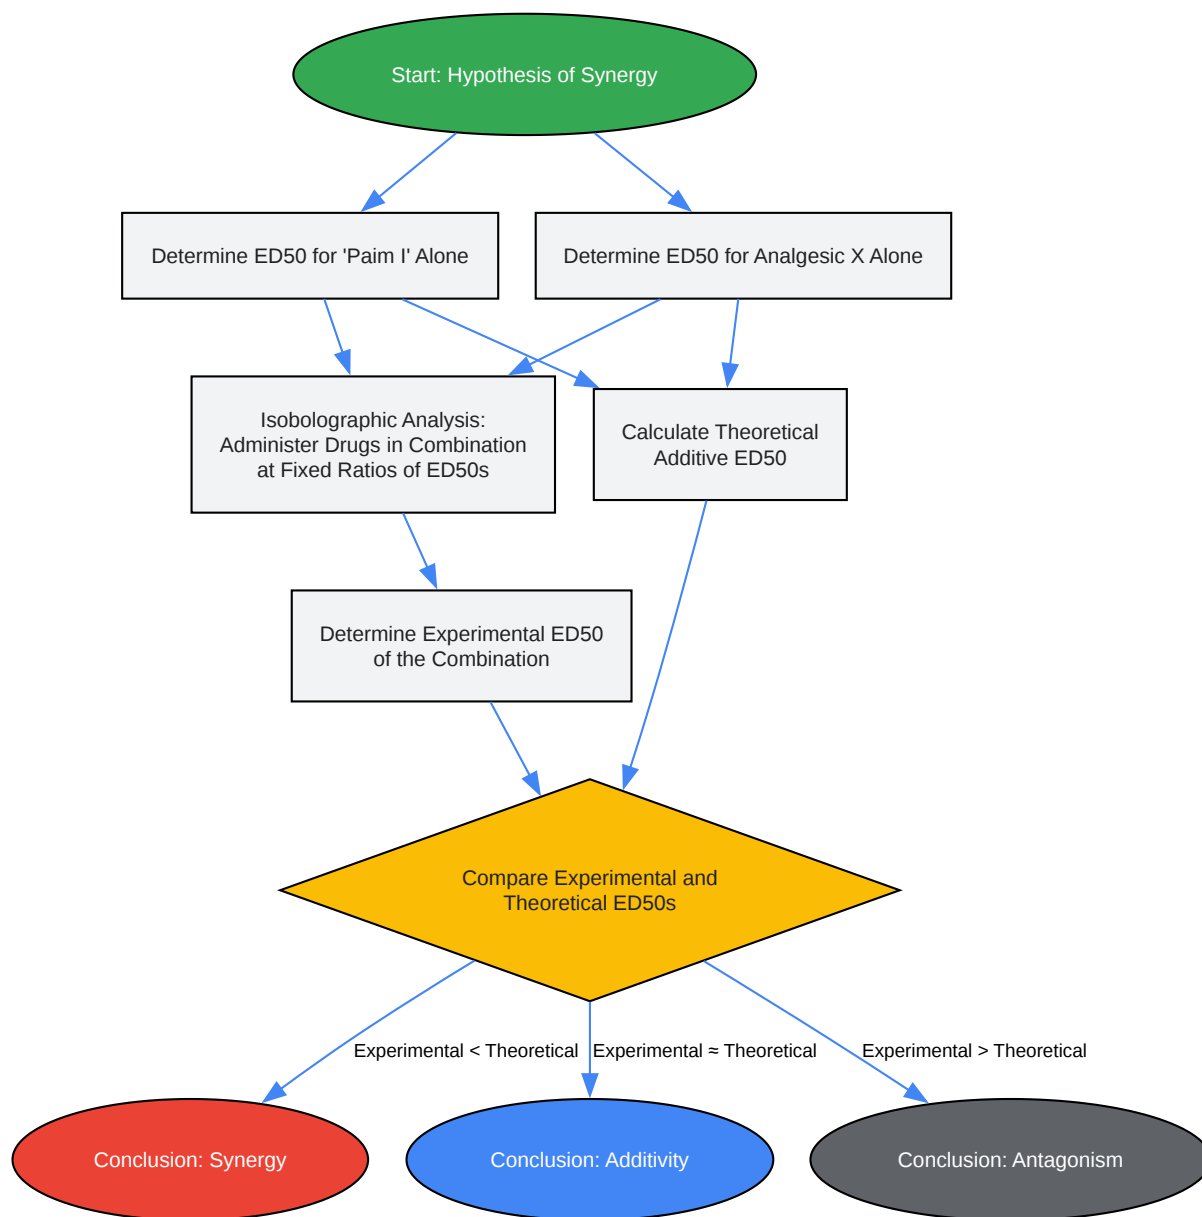 Start: Hypothesis of Synergy
Determine ED50 for 'Paim I' Alone
Determine ED50 for Analgesic X Alone
Isobolographic Analysis:
Administer Drugs in Combination
at Fixed Ratios of ED50s
Calculate Theoretical
Additive ED50
Determine Experimental ED50
of the Combination
Compare Experimental and
Theoretical ED50s
Experimental < Theoretical
Experimental ≈ Theoretical
Experimental > Theoretical
Conclusion: Synergy
Conclusion: Additivity
Conclusion: Antagonism